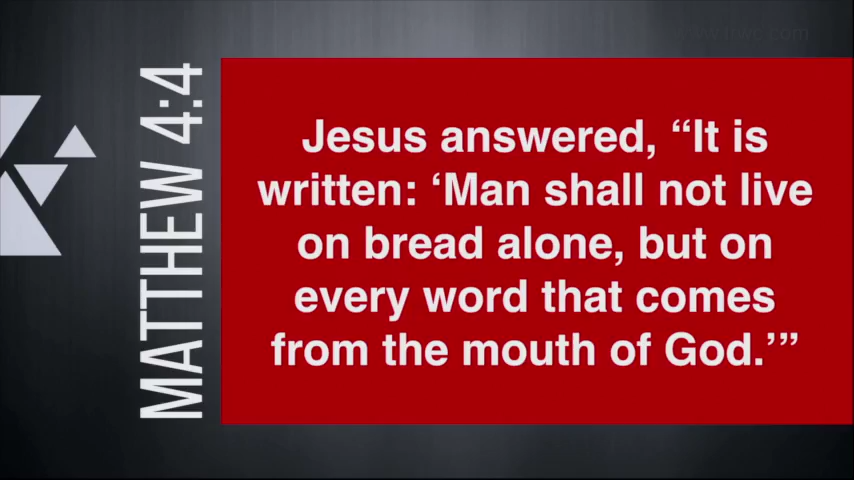 MATTHEW 4:4
Jesus answered, “It is
written: ‘Man shall not live
on bread alone, but on
every word that comes
from the mouth of God.’”